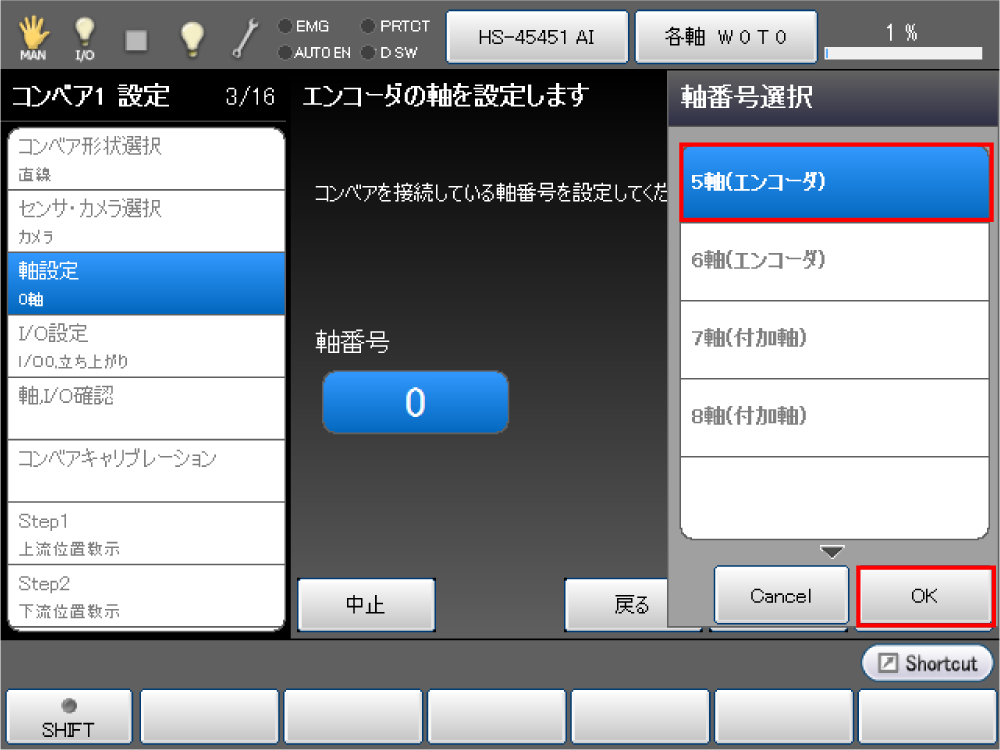 MAN
I/O
EMG
PRTCT
AUTO EN
D SW
HS-45451 AI
各軸 W0T0
1 %
コンベア1 設定
3/16
エンコーダの軸を設定します
軸番号選択
コンベア形状選択
直線
センサ・カメラ選択
カメラ
軸設定
0軸
I/O設定
I/O0,立ち上がり
軸,I/O確認
コンベアキャリブレーション
Step1
上流位置教示
Step2
下流位置教示
コンベアを接続している軸番号を設定してくだ
軸番号
0
5軸(エンコーダ)
6軸(エンコーダ)
7軸(付加軸)
8軸(付加軸)
中止
戻る
Cancel
OK
Shortcut
SHIFT